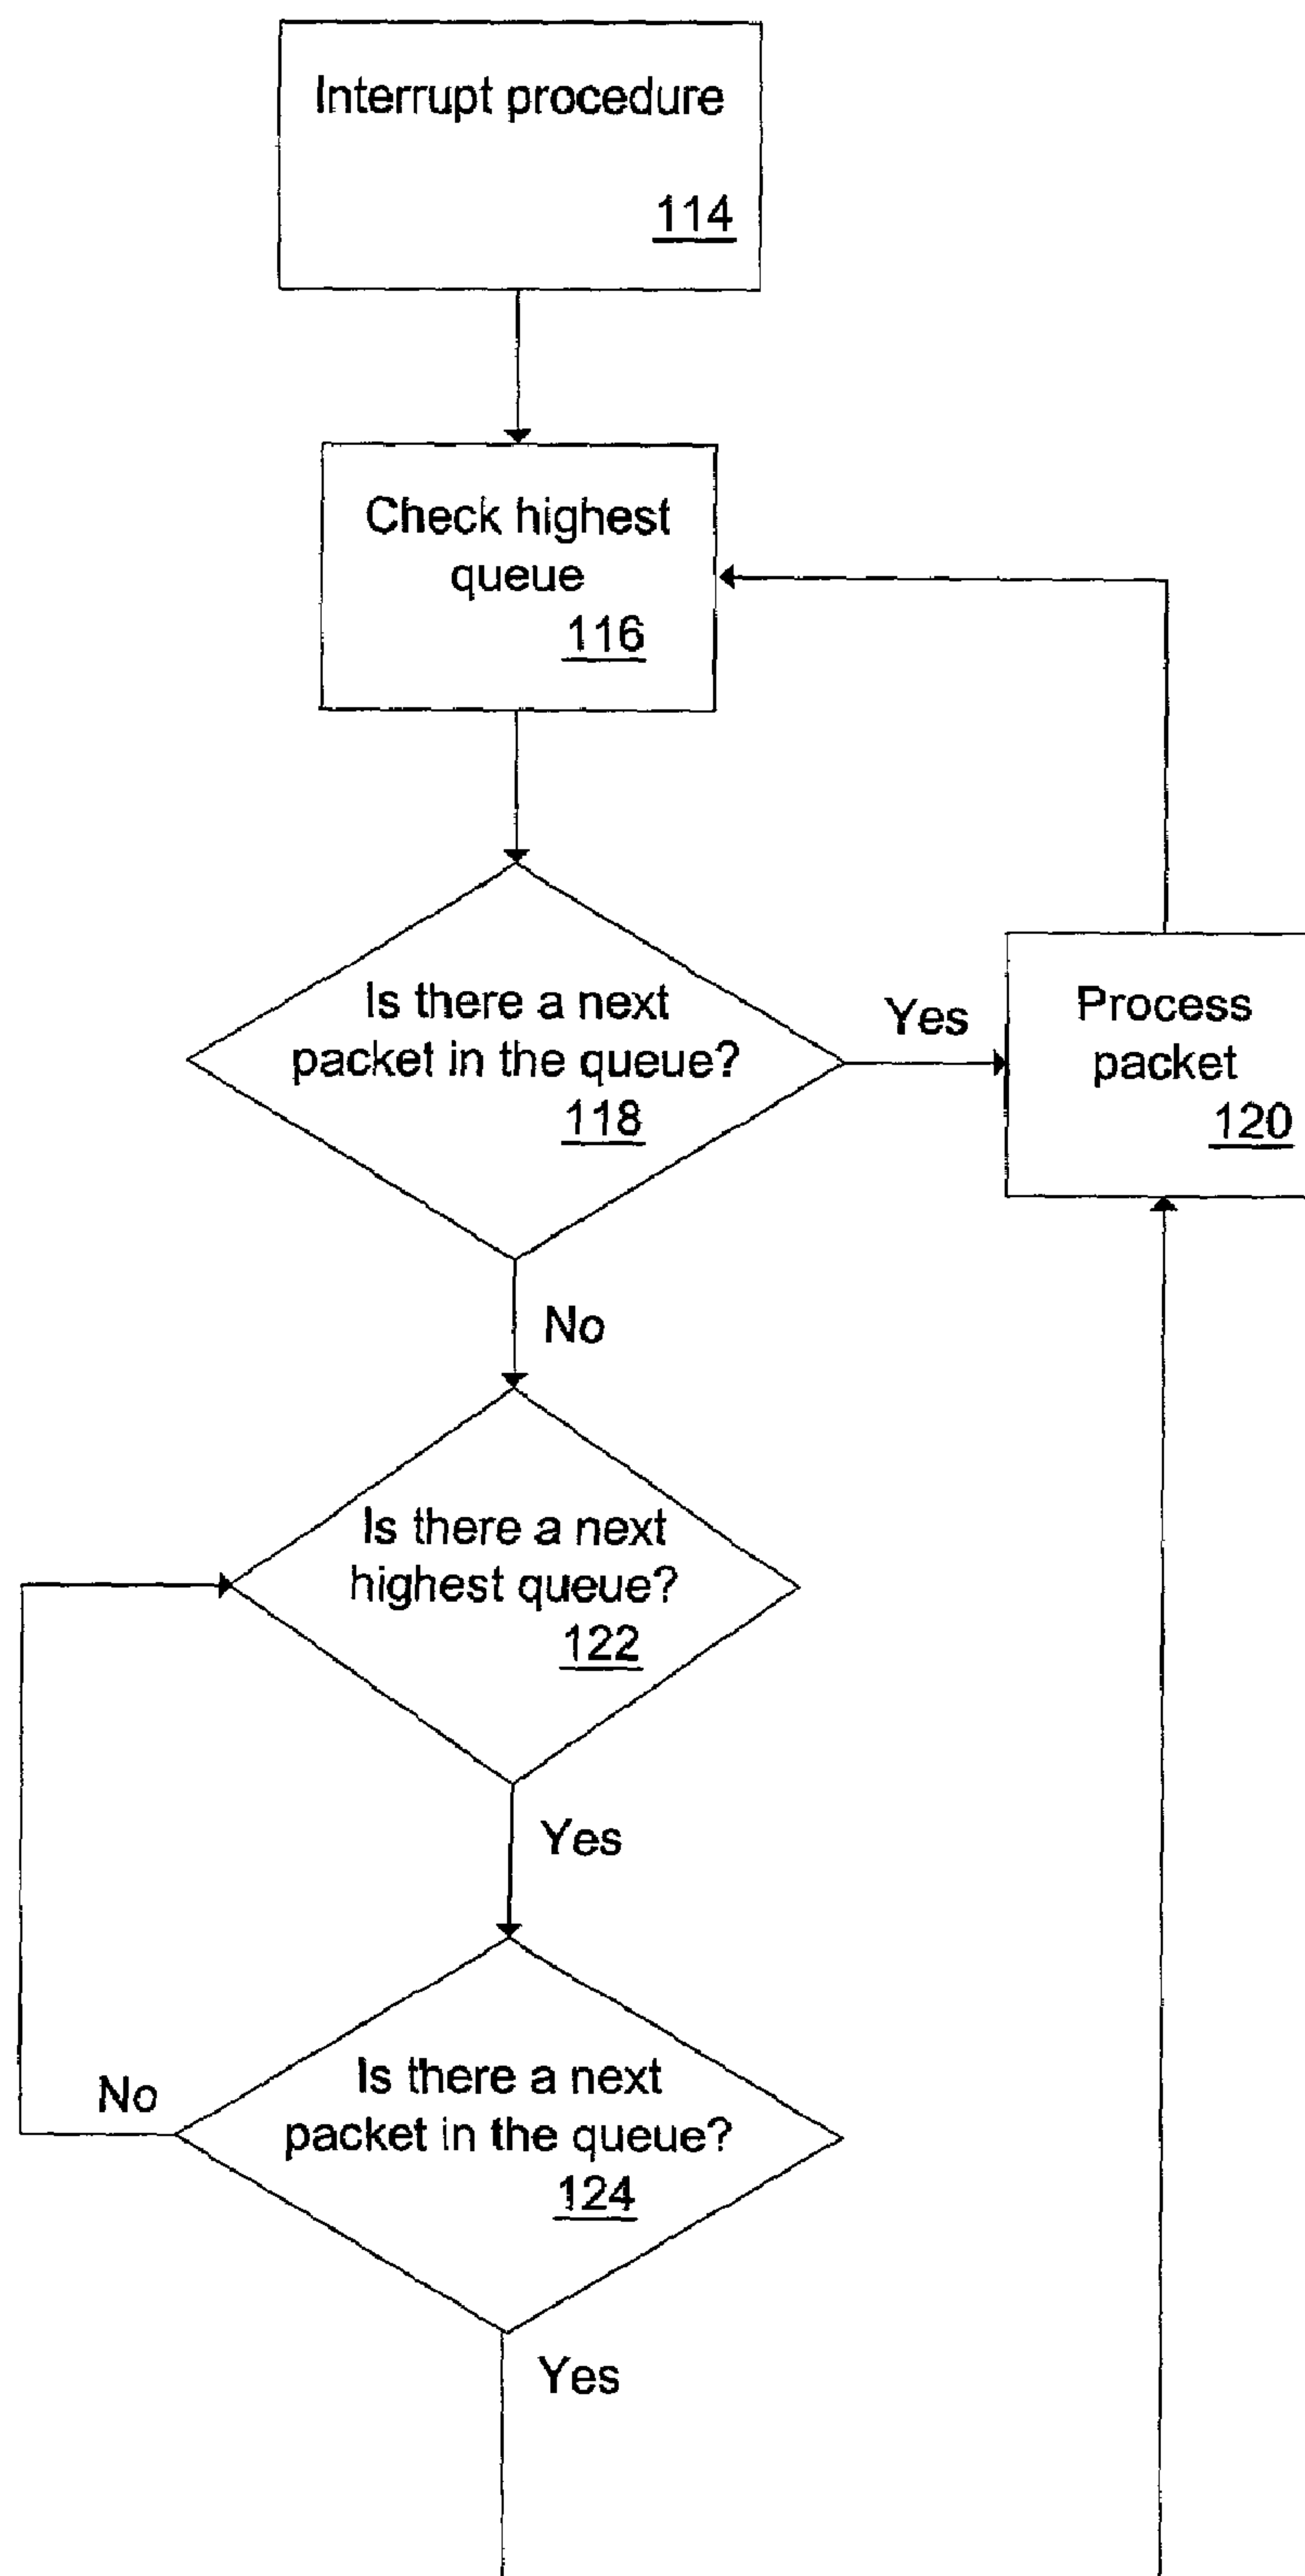 Interrupt procedure
114
Check highest
queue
116
Is there a next
packet in the queue?
118
Yes
Process
packet
120
No
Is there a next
highest queue?
122
Yes
No
Is there a next
packet in the queue?
124
Yes